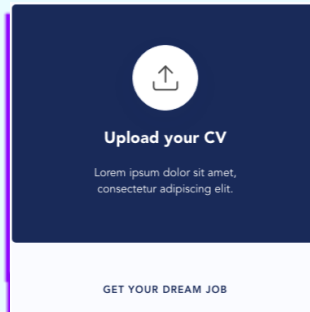 Upload your CV
Lorem ipsum dolor sit amet,
consectetur adipiscing elit.
GET YOUR DREAM JOB